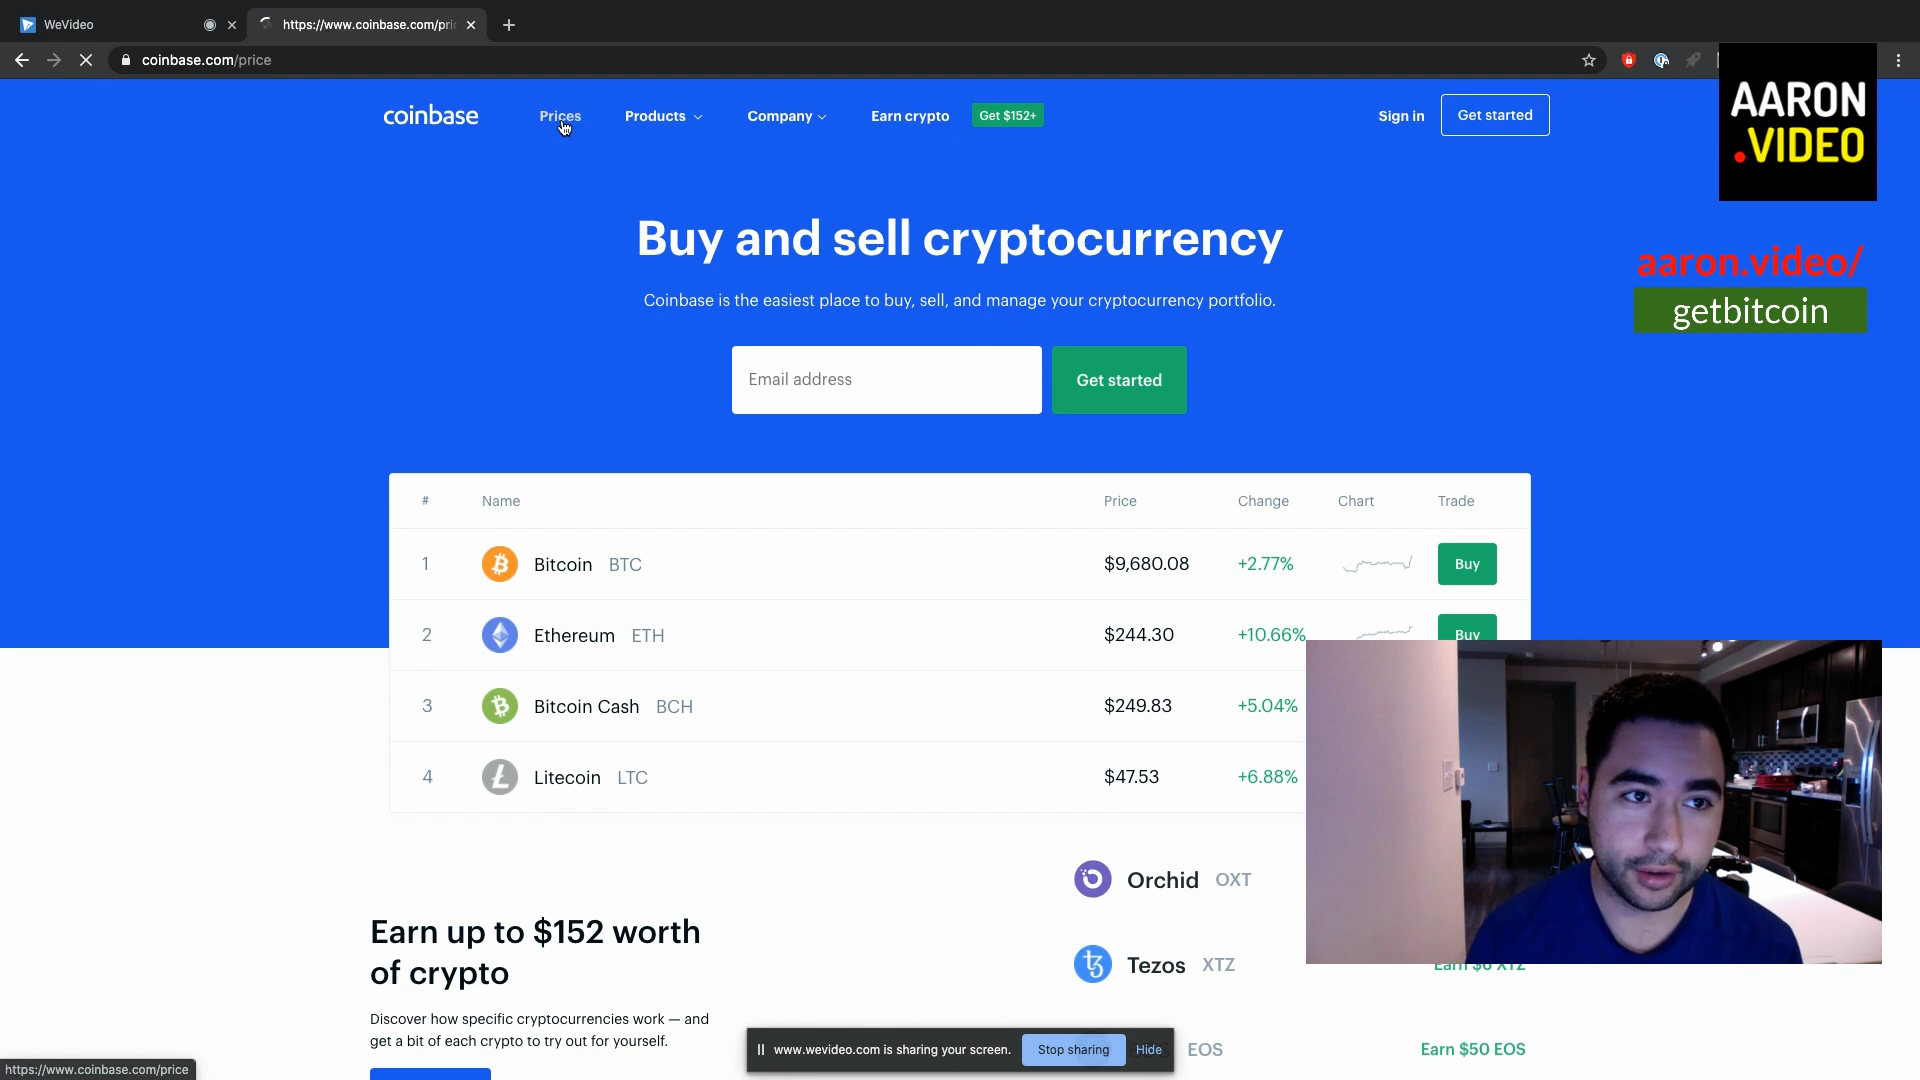 WeVideo
https://www.coinbase.com/pric
coinbase.com/price
coinbase
Prices
Products
Company
Earn crypto
Get $152+
Sign in
Get started
AARON
.VIDEO
aaron.video/
getbitcoin
Buy and sell cryptocurrency
Coinbase is the easiest place to buy, sell, and manage your cryptocurrency portfolio.
Email address
Get started
# Name Price Change Chart Trade
1 Bitcoin BTC $9,680.08 +2.77% Buy
2 Ethereum ETH $244.30 +10.66% Buy
3 Bitcoin Cash BCH $249.83 +5.04%
4 Litecoin LTC $47.53 +6.88%
Orchid OXT
Earn up to $152 worth
of crypto
Tezos XTZ
Earn $6 XTZ
Discover how specific cryptocurrencies work — and
get a bit of each crypto to try out for yourself.
www.wevideo.com is sharing your screen. Stop sharing Hide
EOS
Earn $50 EOS
https://www.coinbase.com/price